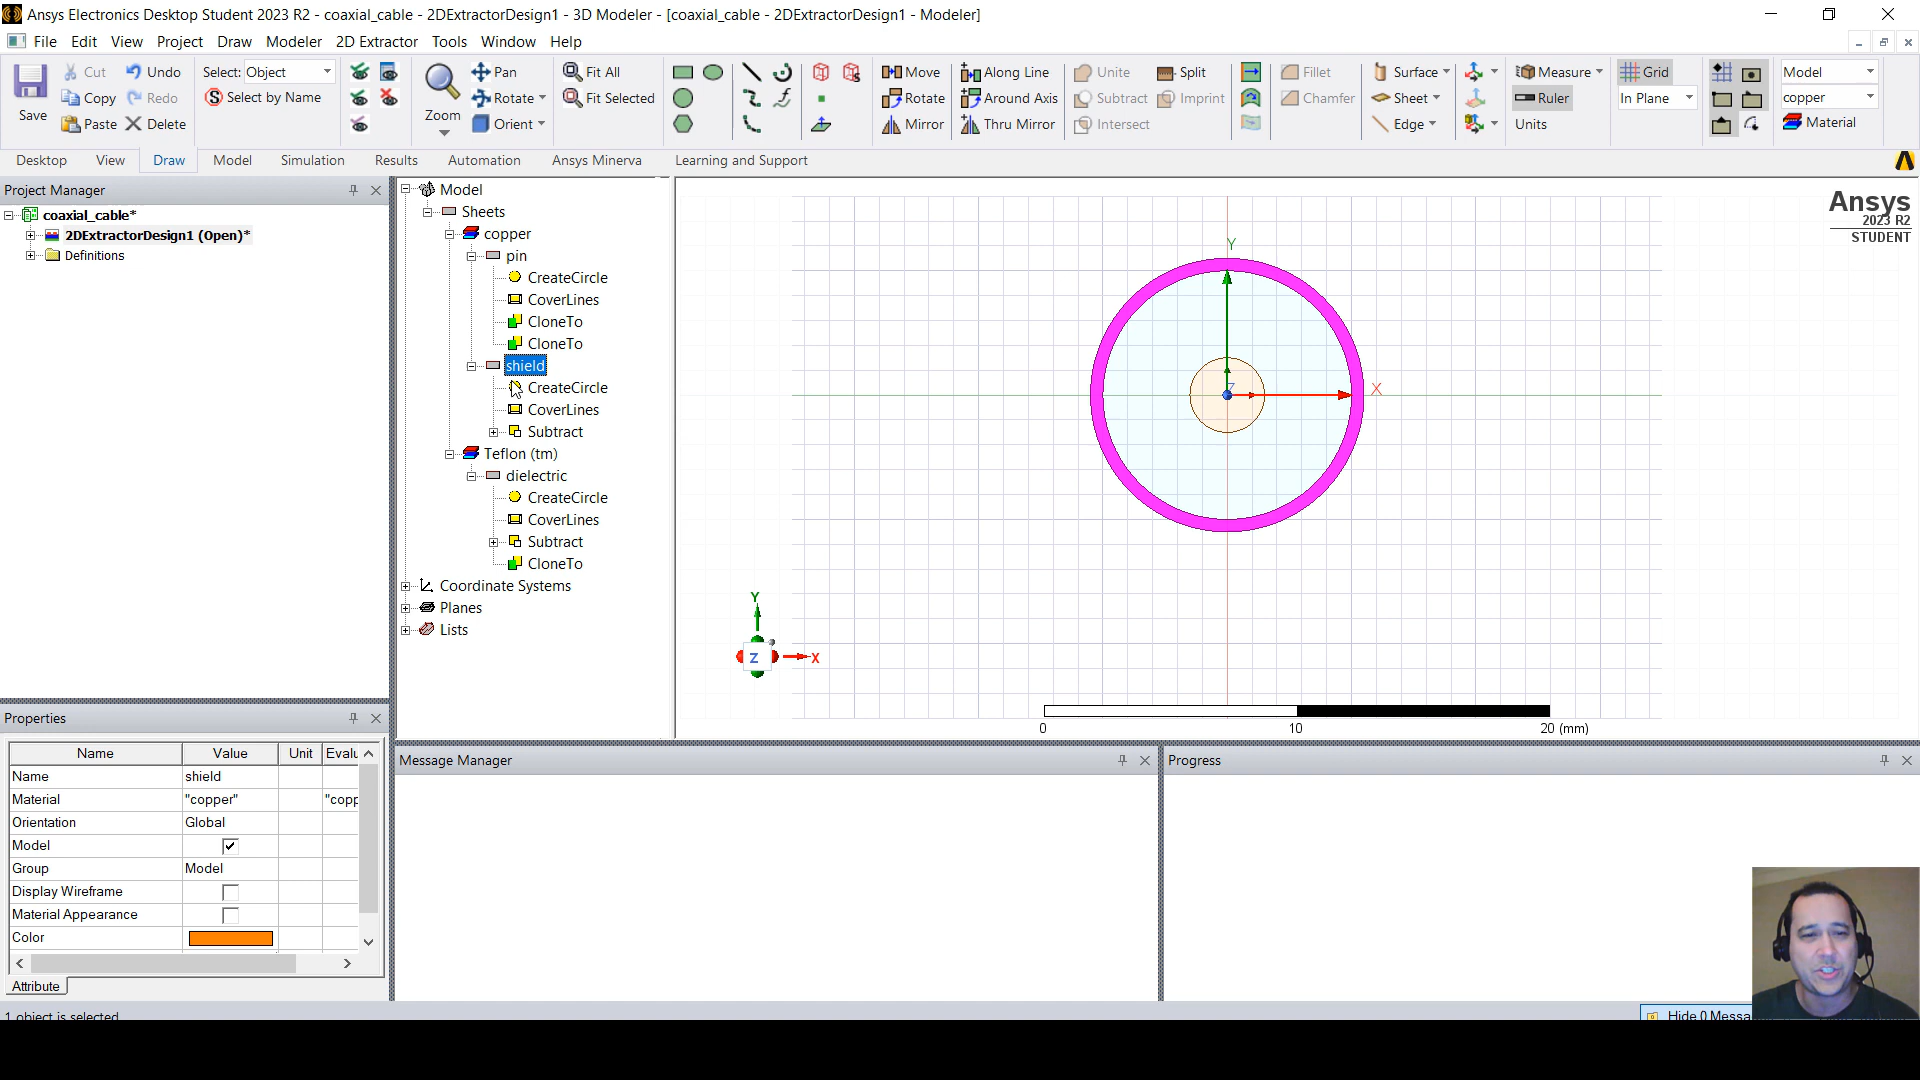 Ansys Electronics Desktop Student 2023 R2 - coaxial_cable - 2DExtractorDesign1 - 3D Modeler - [coaxial_cable - 2DExtractorDesign1 - Modeler]
File Edit View Project Draw Modeler 2D Extractor Tools Window Help
Save
Cut Undo
Copy Redo
Paste Delete
Select: Object
Select by Name
Zoom
Pan
Rotate
Orient
Fit All
Fit Selected
Move
Rotate
Mirror
Along Line
Around Axis
Thru Mirror
Unite Split
Subtract Imprint
Intersect
Fillet
Chamfer
Surface
Sheet
Edge
Measure
Ruler
Units
Grid
In Plane
Model
copper
Material
Desktop View Draw Model Simulation Results Automation Ansys Minerva Learning and Support
Project Manager
coaxial_cable*
2DExtractorDesign1 (Open)*
Definitions
Model
Sheets
copper
pin
CreateCircle
CoverLines
CloneTo
CloneTo
shield
CreateCircle
CoverLines
Subtract
Teflon (tm)
dielectric
CreateCircle
CoverLines
Subtract
CloneTo
Coordinate Systems
Planes
Lists
Ansys
2023 R2
STUDENT
Y
Z
X
Y
Z
X
0 10 20 (mm)
Properties
Name Value Unit Evalu
Name shield
Material "copper" "copp
Orientation Global
Model
Group Model
Display Wireframe
Material Appearance
Color
Attribute
Message Manager
Progress
1 object is selected
Hide 0 Messa